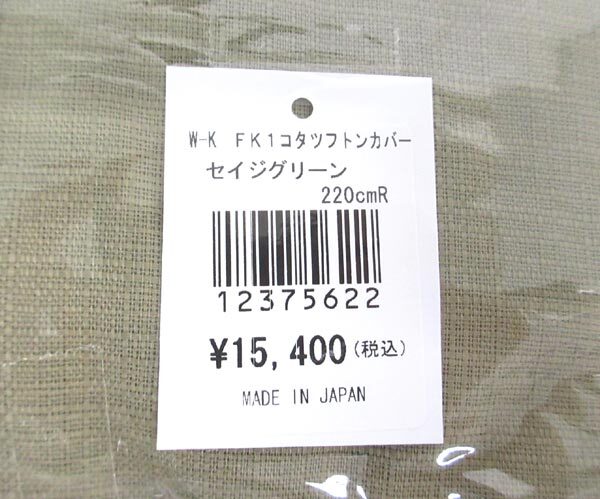 W-K　FK1コタツフトンカバー
セイジグリーン
220cmR
12375622
¥15,400(税込)
MADE IN JAPAN